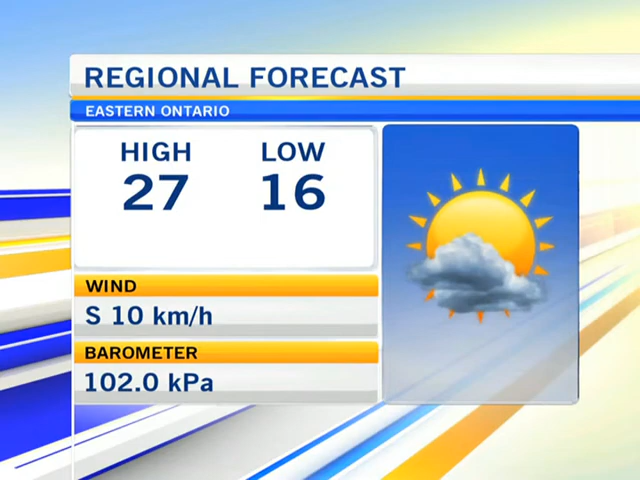 REGIONAL FORECAST
EASTERN ONTARIO
HIGH LOW
27 16
WIND
S 10 km/h
BAROMETER
102.0 kPa